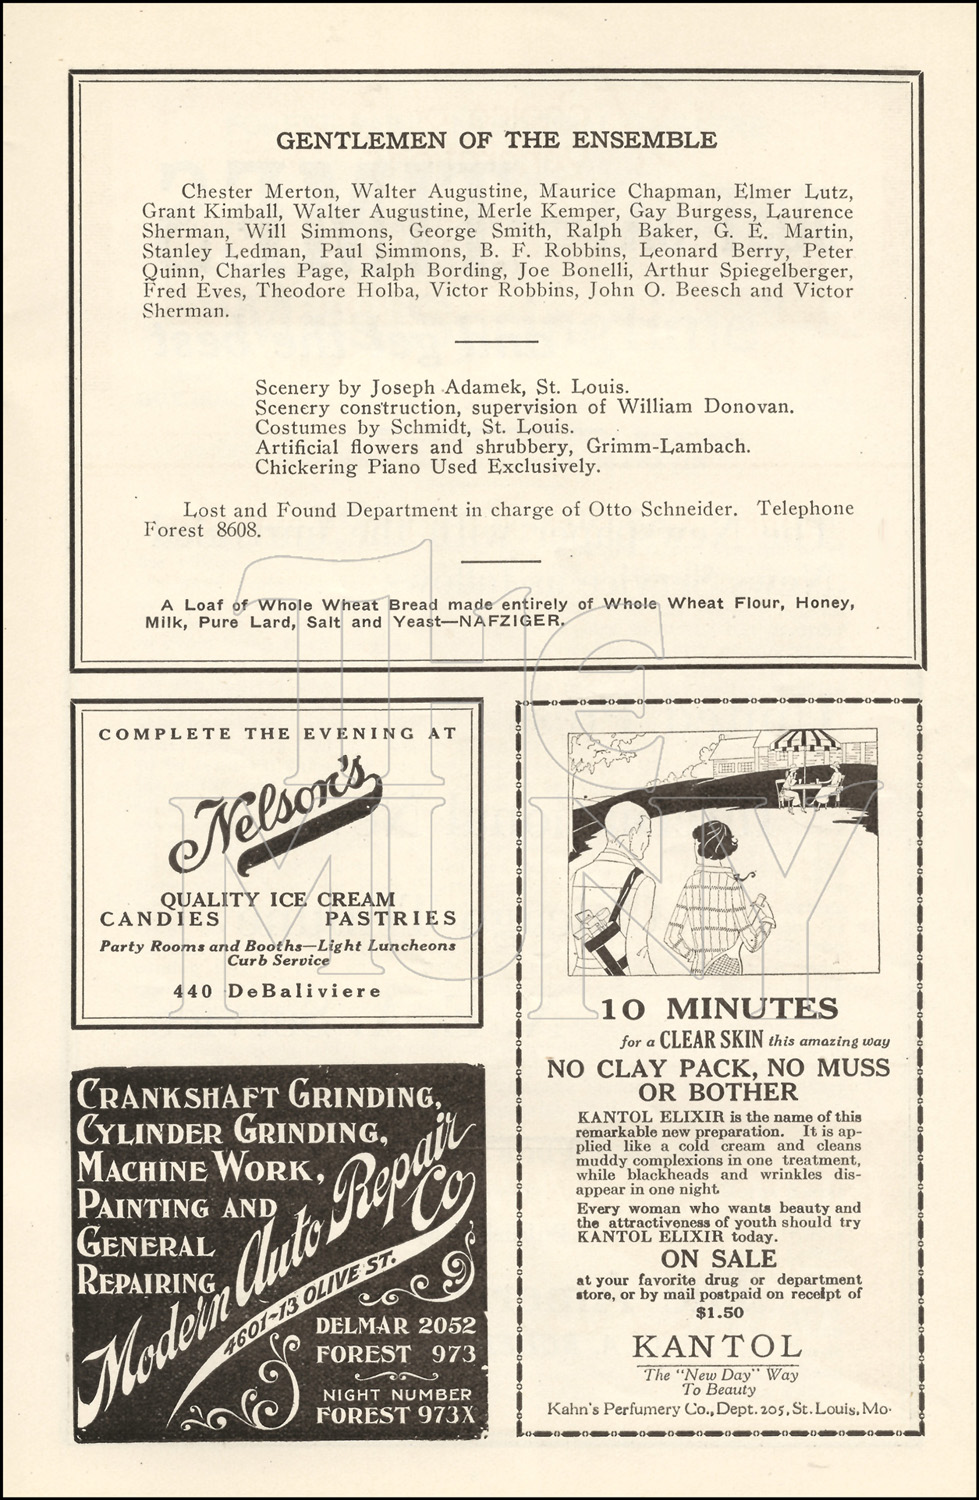 GENTLEMEN OF THE ENSEMBLE
Chester Merton, Walter Augustine, Maurice Chapman, Elmer Lutz,
Grant Kimball, Walter Augustine, Merle Kemper, Gay Burgess, Laurence
Sherman, Will Simmons, George Smith, Ralph Baker, G. E. Martin,
Stanley Ledman, Paul Simmons, B. F. Robbins, Leonard Berry, Peter
Quinn, Charles Page, Ralph Bording, Joe Bonelli, Arthur Spiegelberger,
Fred Eves, Theodore Holba, Victor Robbins, John O. Beesch and Victor
Sherman.
Scenery by Joseph Adamek, St. Louis.
Scenery construction, supervision of William Donovan.
Costumes by Schmidt, St. Louis.
Artificial flowers and shrubbery, Grimm-Lambach.
Chickering Piano Used Exclusively.
Lost and Found Department in charge of Otto Schneider. Telephone
Forest 8608.
A Loaf of Whole Wheat Bread made entirely of Whole Wheat Flour, Honey,
Milk, Pure Lard, Salt and Yeast—NAFZIGER.
THE
MUNY
COMPLETE THE EVENING AT
Nelson's
QUALITY ICE CREAM
CANDIES PASTRIES
Party Rooms and Booths—Light Luncheons
Curb Service
440 DeBaliviere
CRANKSHAFT GRINDING,
CYLINDER GRINDING,
MACHINE WORK,
PAINTING AND
GENERAL
REPAIRING
Modern Auto Repair
Co
4601-13 OLIVE ST.
DELMAR 2052
FOREST 973
NIGHT NUMBER
FOREST 973X
10 MINUTES
for a CLEAR SKIN this amazing way
NO CLAY PACK, NO MUSS
OR BOTHER
KANTOL ELIXIR is the name of this
remarkable new preparation. It is ap-
plied like a cold cream and cleans
muddy complexions in one treatment,
while blackheads and wrinkles dis-
appear in one night.
Every woman who wants beauty and
the attractiveness of youth should try
KANTOL ELIXIR today.
ON SALE
at your favorite drug or department
store, or by mail postpaid on receipt of
$1.50
KANTOL
The "New Day" Way
To Beauty
Kahn's Perfumery Co., Dept. 205, St. Louis, Mo.